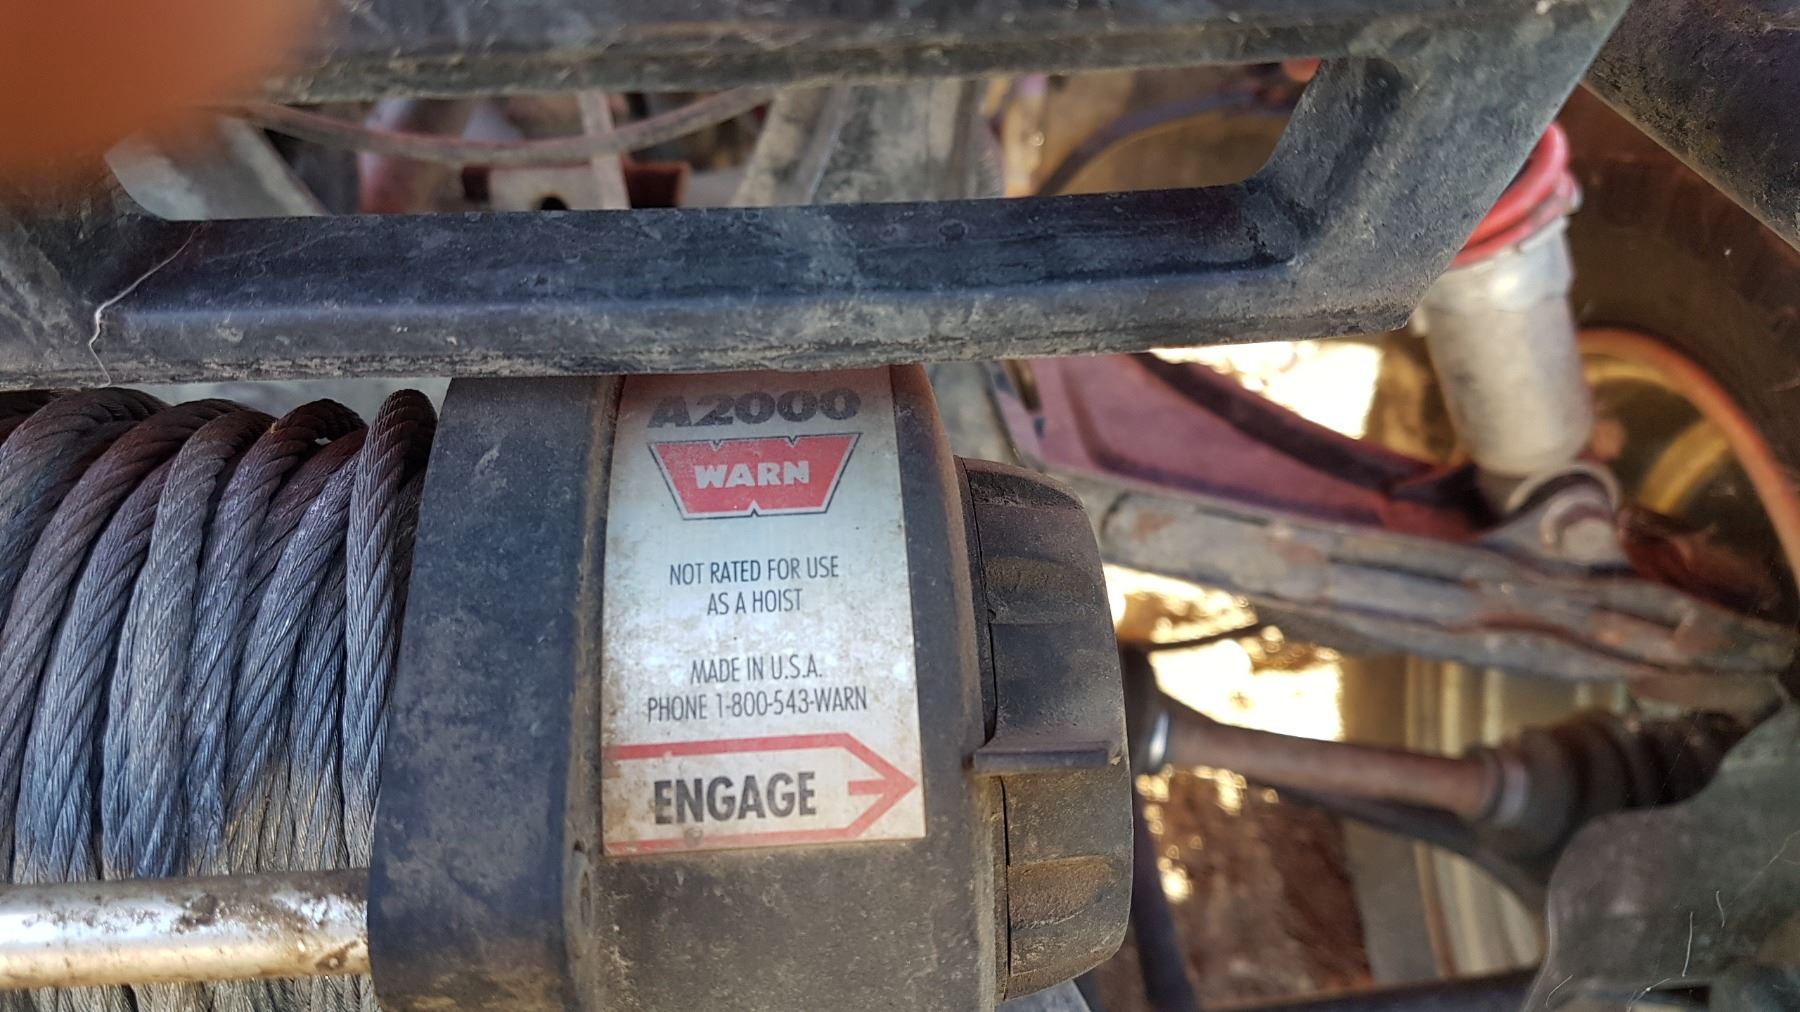 A2000
WARN
NOT RATED FOR USE
AS A HOIST
MADE IN U.S.A.
PHONE 1-800-543-WARN
ENGAGE